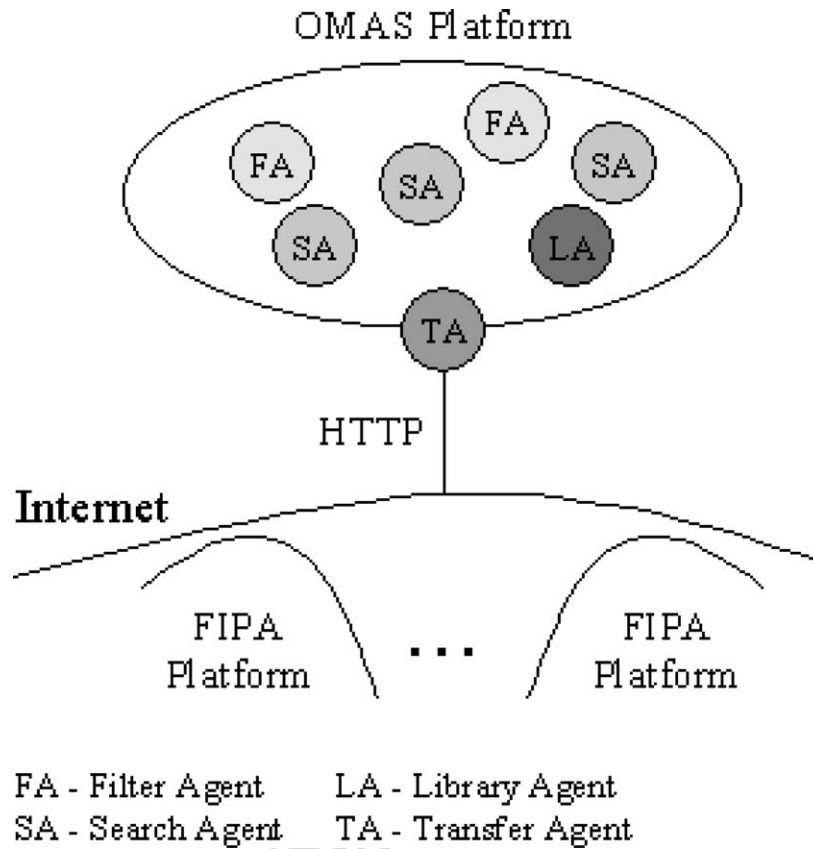 OMAS Platform
FA
FA
SA
SA
SA
LA
TA
HTTP
Internet
FIPA
Platform
...
FIPA
Platform
FA - Filter Agent
LA - Library Agent
SA - Search Agent
TA - Transfer Agent